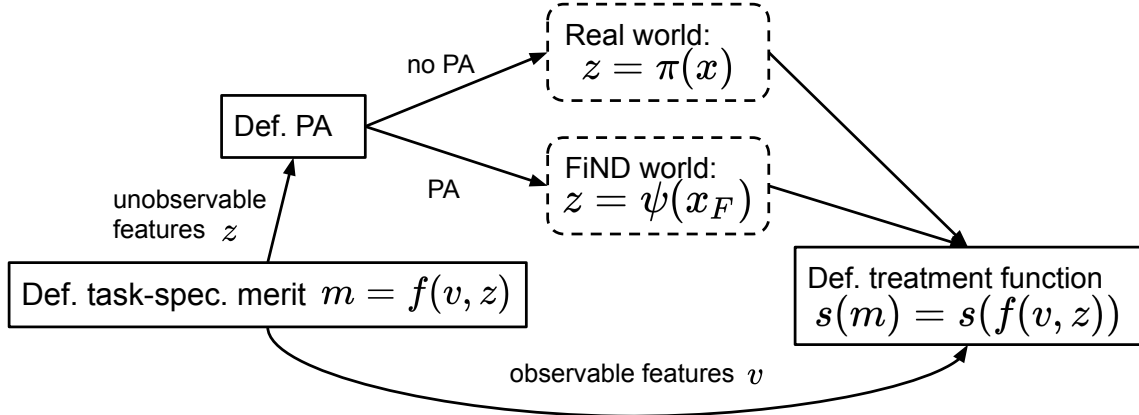 Real world:
z = π(x)
no PA
Def. PA
FiND world:
z = ψ(x_F)
PA
unobservable
features z
Def. task-spec. merit m = f(v, z)
Def. treatment function
s(m) = s(f(v, z))
observable features v